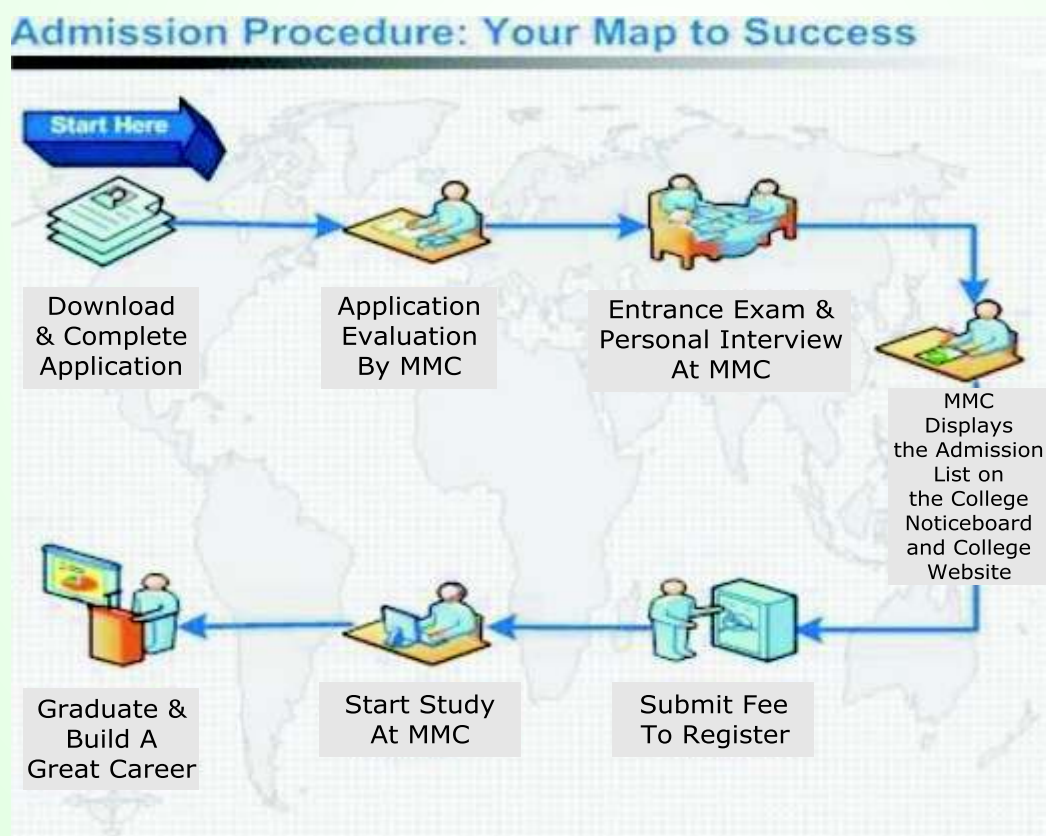 Admission Procedure: Your Map to Success
Start Here
Download
& Complete
Application
Application
Evaluation
By MMC
Entrance Exam &
Personal Interview
At MMC
MMC
Displays
the Admission
List on
the College
Noticeboard
and College
Website
Submit Fee
To Register
Start Study
At MMC
Graduate &
Build A
Great Career